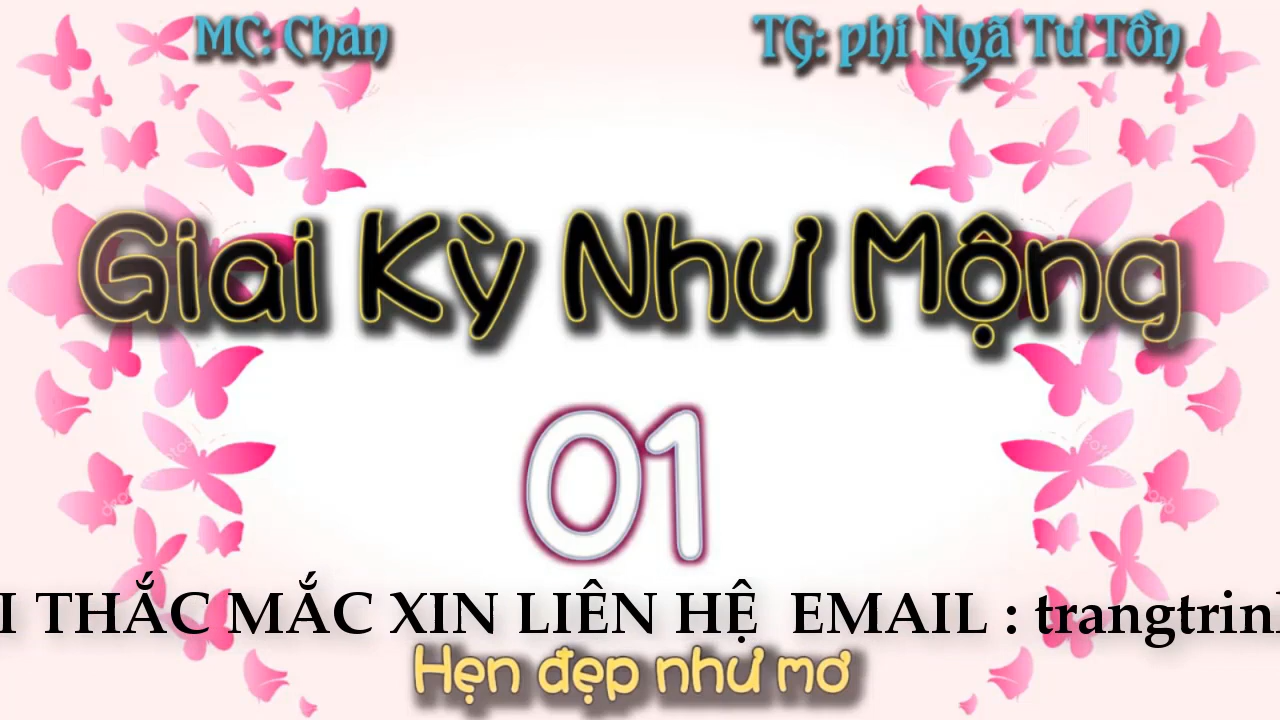 MC: Chan
TG: phi Ngã Tư Tồn
Giai Kỳ Như Mộng
01
I THẮC MẮC XIN LIÊN HỆ EMAIL : trangtrin
Hẹn đẹp như mơ